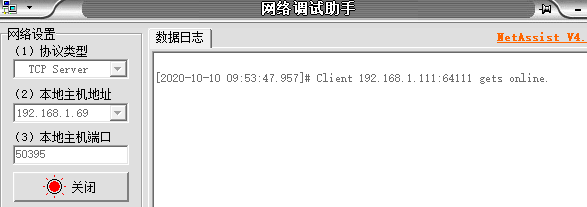 网络调试助手
网络设置
(1) 协议类型
TCP Server
(2) 本地主机地址
192.168.1.69
(3) 本地主机端口
50395
关闭
数据日志
NetAssist V4.
[2020-10-10 09:53:47.957]# Client 192.168.1.111:64111 gets online.